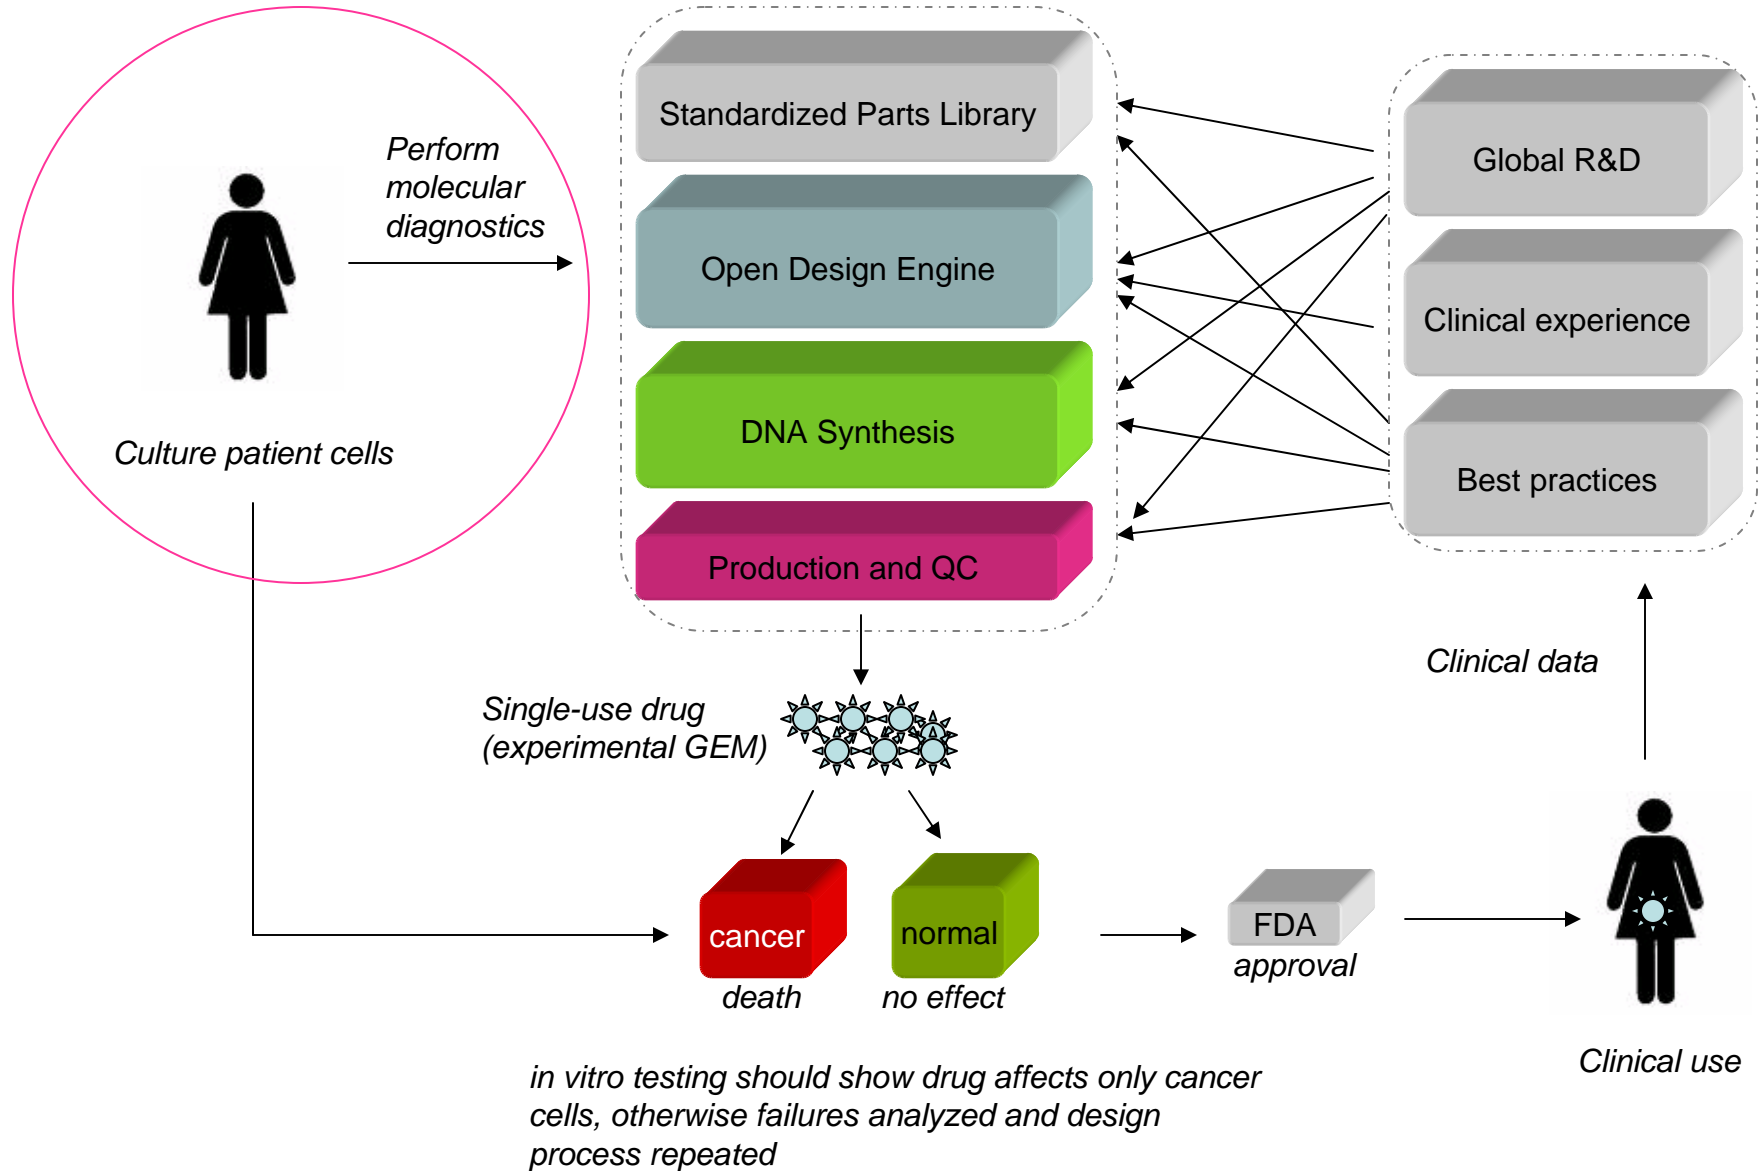 Perform
molecular
diagnostics
Culture patient cells
Standardized Parts Library
Open Design Engine
DNA Synthesis
Production and QC
Global R&D
Clinical experience
Best practices
Clinical data
Single-use drug
(experimental GEM)
cancer
normal
death
no effect
FDA
approval
Clinical use
in vitro testing should show drug affects only cancer
cells, otherwise failures analyzed and design
process repeated